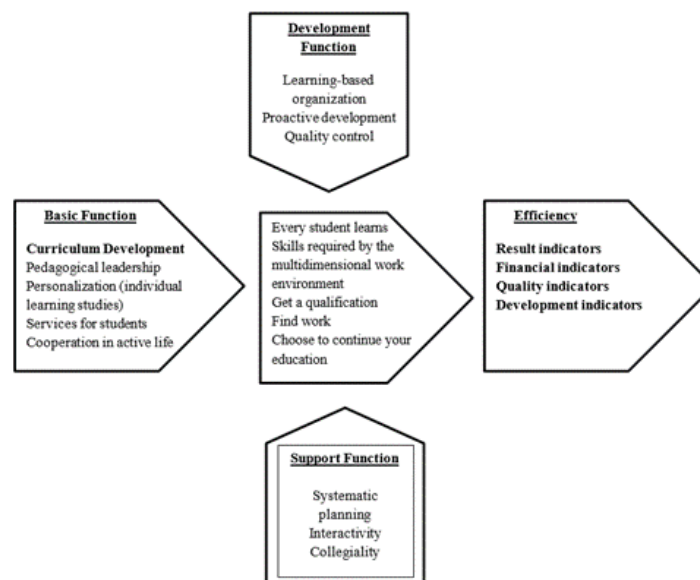 Development
Function
Learning-based
organization
Proactive development
Quality control
Basic Function
Curriculum Development
Pedagogical leadership
Personalization (individual
learning studies)
Services for students
Cooperation in active life
Every student learns
Skills required by the
multidimensional work
environment
Get a qualification
Find work
Choose to continue your
education
Efficiency
Result indicators
Financial indicators
Quality indicators
Development indicators
Support Function
Systematic
planning
Interactivity
Collegiality